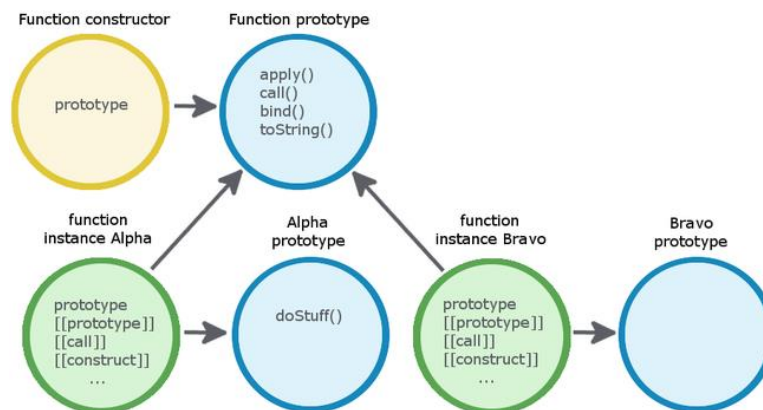 Function constructor
Function prototype
prototype
apply()
call()
bind()
toString()
function
instance Alpha
Alpha
prototype
function
instance Bravo
Bravo
prototype
prototype
[[prototype]]
[[call]]
[[construct]]
...
doStuff()
prototype
[[prototype]]
[[call]]
[[construct]]
...